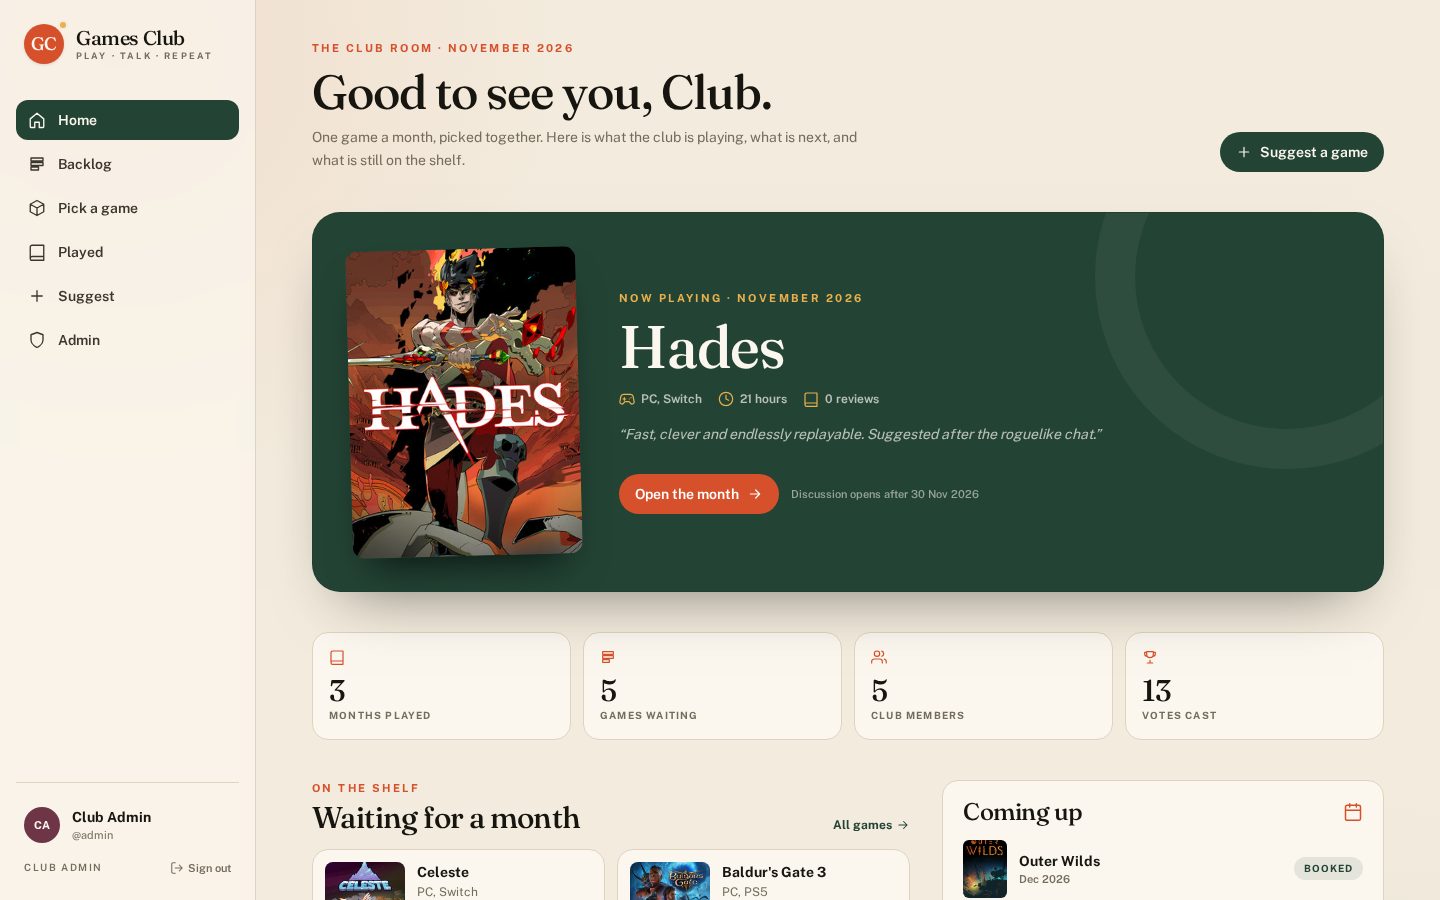 GC
Games Club
PLAY · TALK · REPEAT
Home
Backlog
Pick a game
Played
Suggest
Admin
Club Admin
CA
@admin
CLUB ADMIN
Sign out
THE CLUB ROOM · NOVEMBER 2026
Good to see you, Club.
One game a month, picked together. Here is what the club is playing, what is next, and
what is still on the shelf.
Suggest a game
HADES
NOW PLAYING · NOVEMBER 2026
Hades
PC, Switch
21 hours
0 reviews
“Fast, clever and endlessly replayable. Suggested after the roguelike chat.”
Open the month
Discussion opens after 30 Nov 2026
3
MONTHS PLAYED
5
GAMES WAITING
5
CLUB MEMBERS
13
VOTES CAST
ON THE SHELF
Waiting for a month
All games
CELESTE
Celeste
PC, Switch
Baldur's Gate
Baldur's Gate 3
PC, PS5
Coming up
OUTER
WILDS
Outer Wilds
Dec 2026
BOOKED